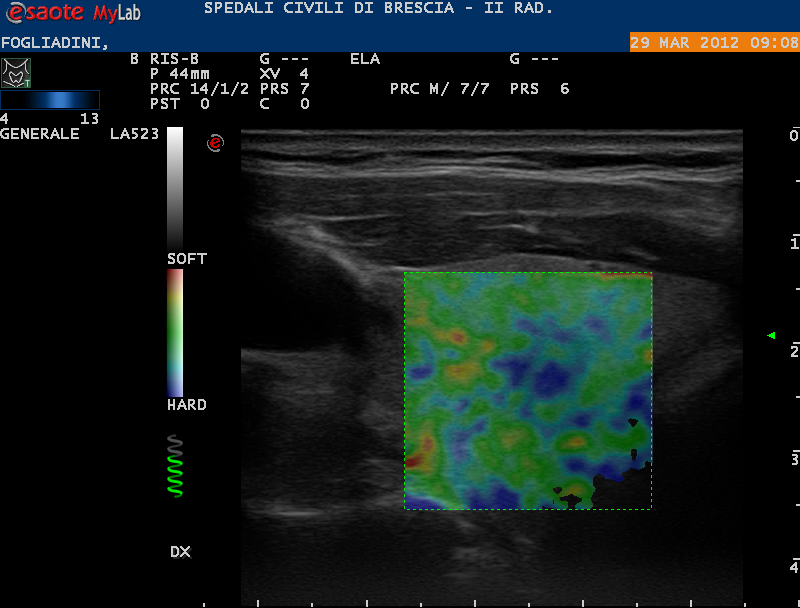 esaote MyLab
SPEDALI CIVILI DI BRESCIA - II RAD.
FOGLIADINI,
29 MAR 2012 09:08
B RIS-B G --- ELA G ---
P 44mm XV 4
PRC 14/1/2 PRS 7 PRC M/ 7/7 PRS 6
PST 0 C 0
T
4 13
GENERALE LA523
e
0
SOFT
1
2
HARD
3
DX
4